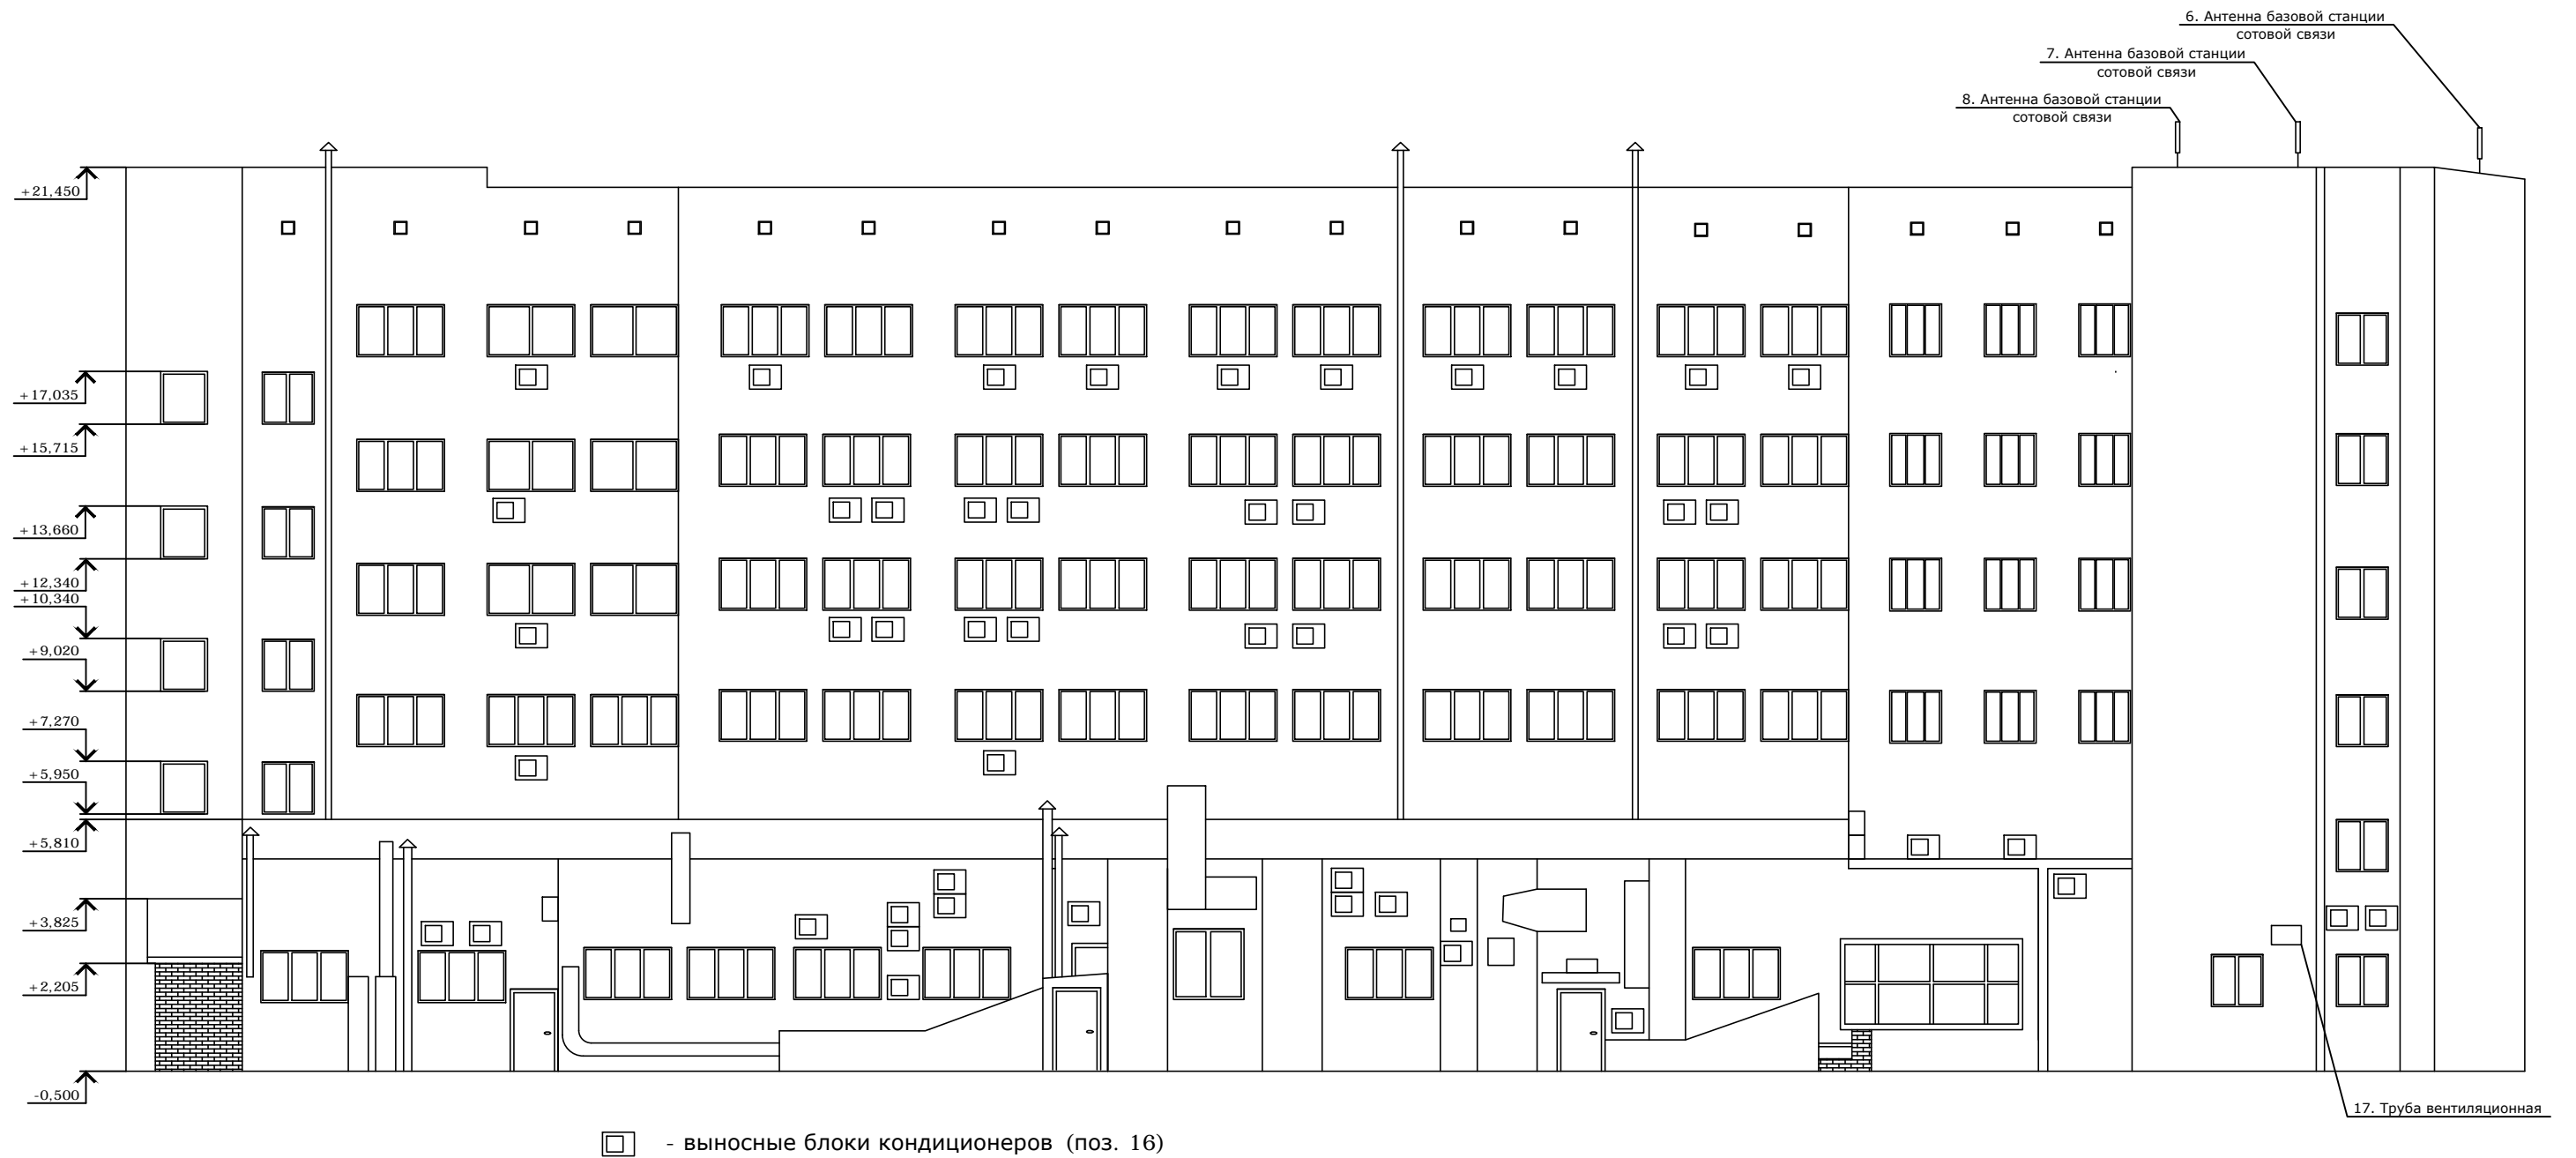 6. Антенна базовой станции
сотовой связи
7. Антенна базовой станции
сотовой связи
8. Антенна базовой станции
сотовой связи
+21,450
+17,035
+15,715
+13,660
+12,340
+10,340
+9,020
+7,270
+5,950
+5,810
+3,825
+2,205
-0,500
17. Труба вентиляционная
- выносные блоки кондиционеров (поз. 16)